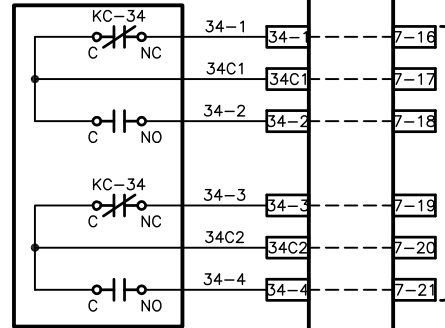 KC-34
34-1 34-1 7-16
C NC
34C1 34C1 7-17
34-2 34-2 7-18
C NO
KC-34
34-3 34-3 7-19
C NC
34C2 34C2 7-20
34-4 34-4 7-21
C NO